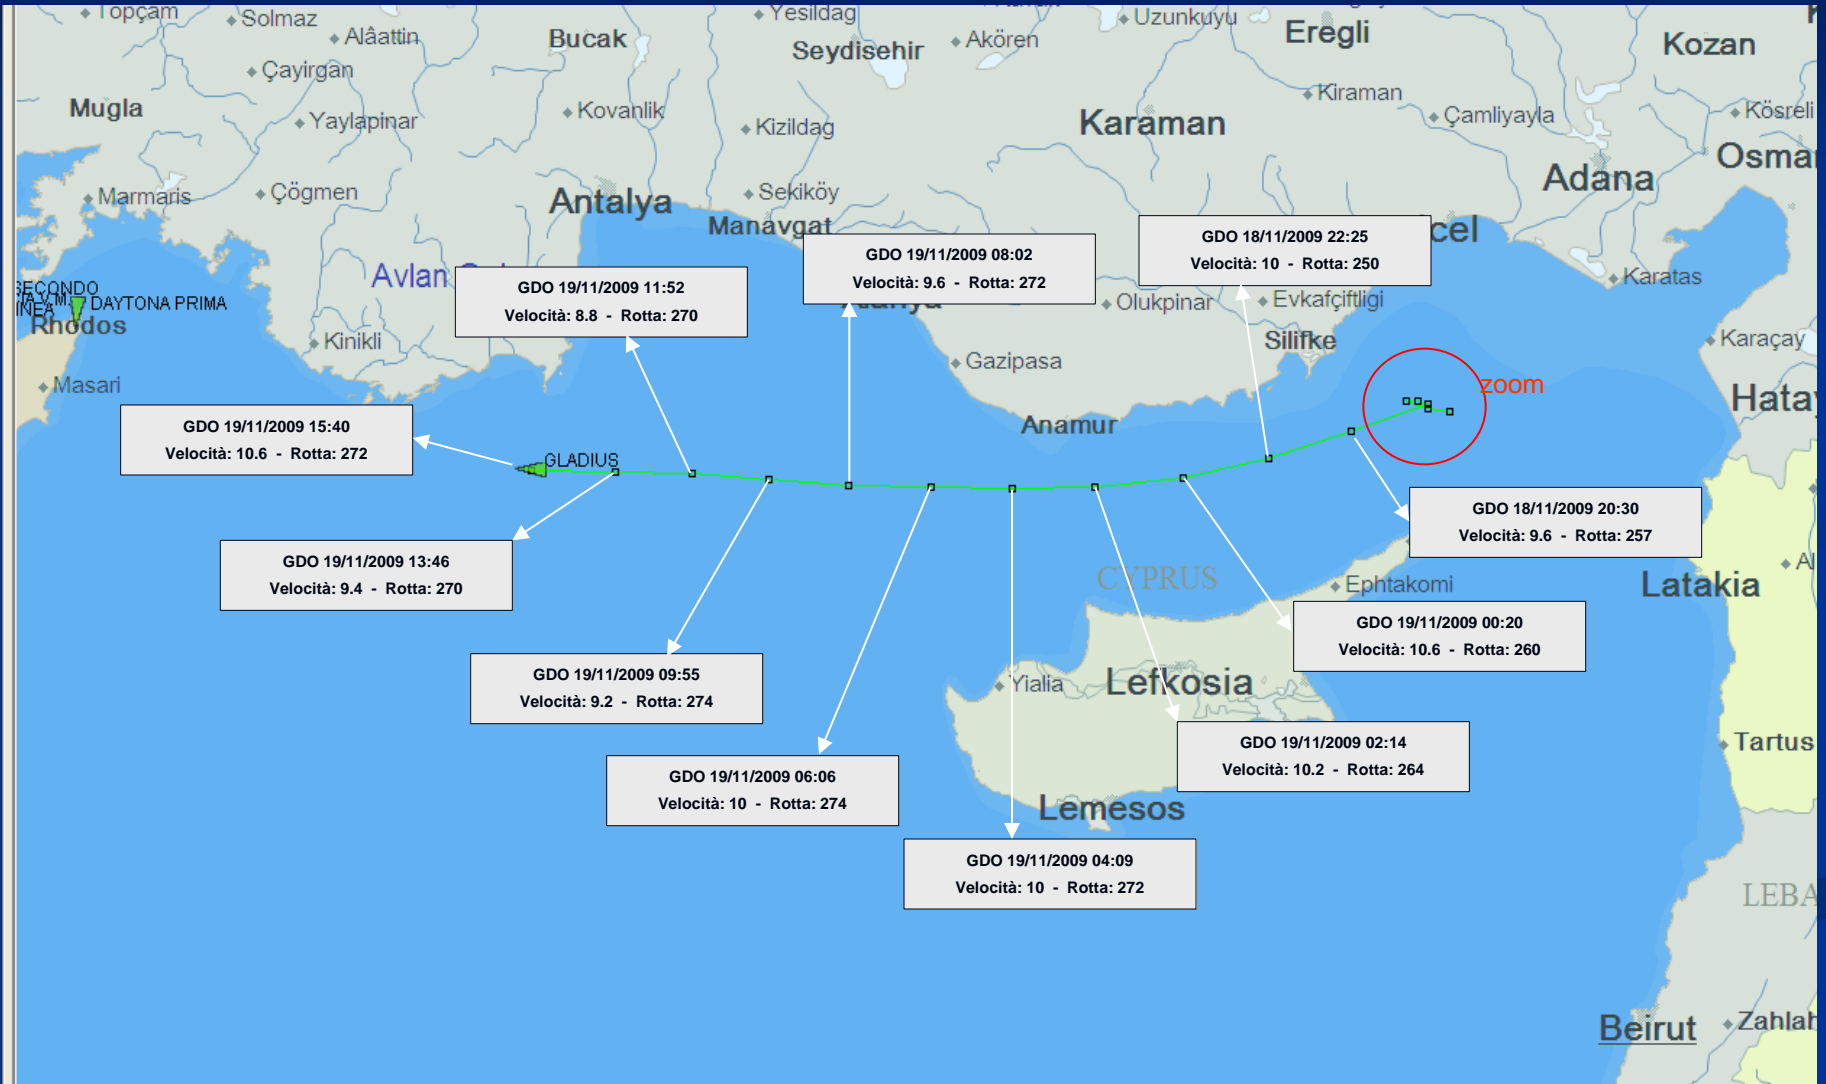 Topçam
Solmaz
Alâattin
Çayirgan
Mugla
Yaylapinar
Marmaris
Çögmen
Bucak
Kovanlik
Antalya
Yesildag
Seydisehir
Akören
Kizildag
Sekiköy
Manavgat
Uzunkuyu
Eregli
Karaman
Kiraman
Çamliyayla
Kozan
Kösreli
Adana
Karatas
Karaçay
Avlan
SECONDO
DAYTONA PRIMA
Rhodos
Masari
Kinikli
GDO 19/11/2009 11:52
Velocità: 8.8 - Rotta: 270
GDO 19/11/2009 08:02
Velocità: 9.6 - Rotta: 272
GDO 18/11/2009 22:25
Velocità: 10 - Rotta: 250
Olukpinar
Evkafçiftligi
Gazipasa
Silifke
Anamur
zoom
GDO 19/11/2009 15:40
Velocità: 10.6 - Rotta: 272
GLADIUS
GDO 19/11/2009 13:46
Velocità: 9.4 - Rotta: 270
GDO 18/11/2009 20:30
Velocità: 9.6 - Rotta: 257
CYPRUS
Ephtakomi
Latakia
GDO 19/11/2009 00:20
Velocità: 10.6 - Rotta: 260
GDO 19/11/2009 09:55
Velocità: 9.2 - Rotta: 274
Yialia
Lefkosia
GDO 19/11/2009 02:14
Velocità: 10.2 - Rotta: 264
Tartus
GDO 19/11/2009 06:06
Velocità: 10 - Rotta: 274
Lemesos
GDO 19/11/2009 04:09
Velocità: 10 - Rotta: 272
Beirut